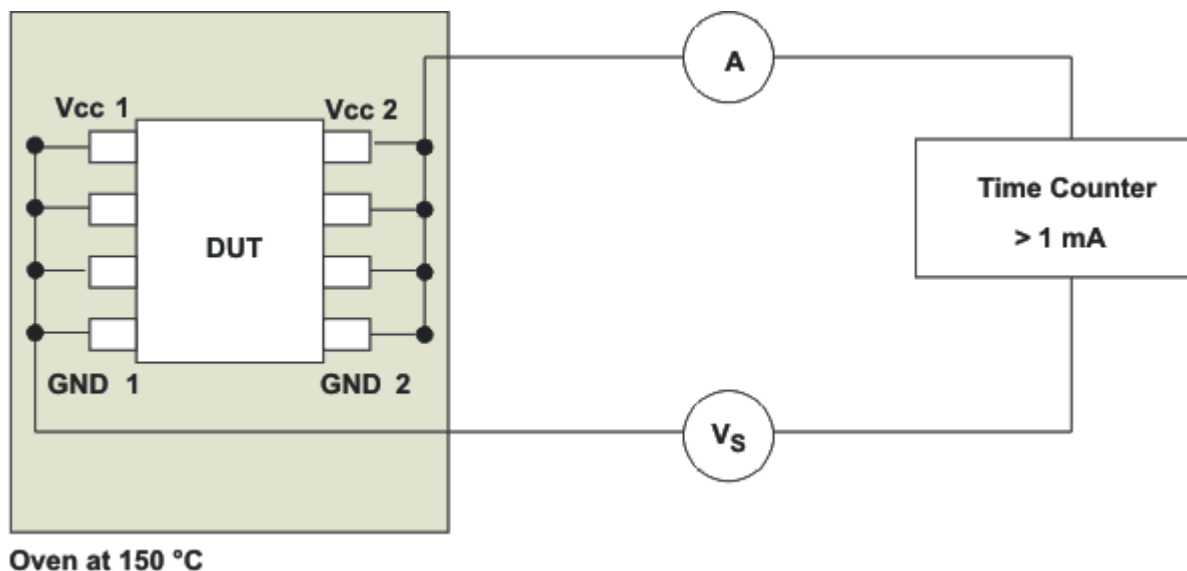 A
Vcc 1
Vcc 2
DUT
GND 1
GND 2
Time Counter
> 1 mA
VS
Oven at 150 °C